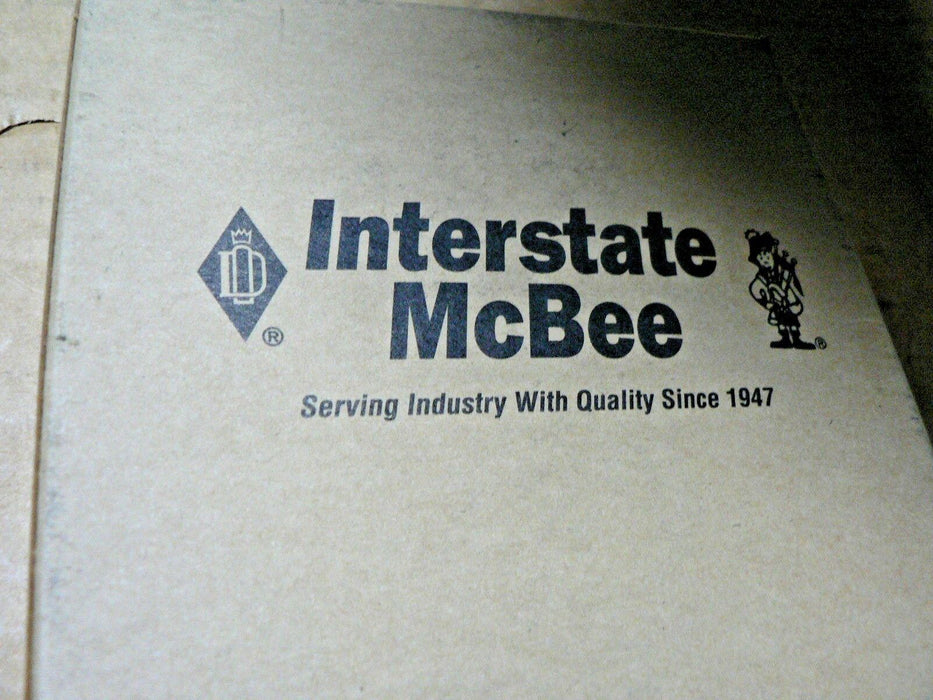 Interstate
McBee
®
®
Serving Industry With Quality Since 1947